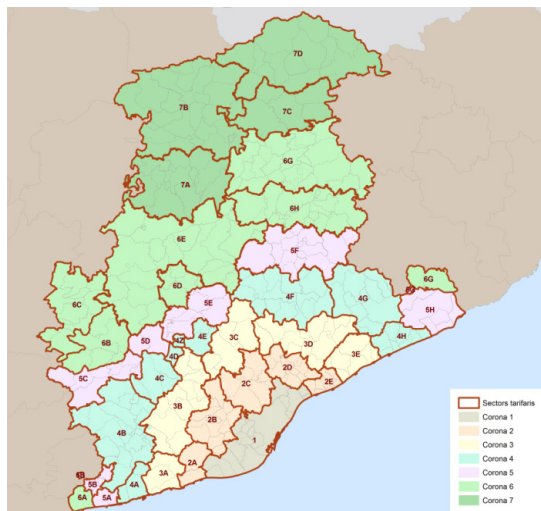 7D
7B
7C
6G
7A
6H
6E
5F
6D
6G
6C
5E
4F
4G
5H
6B
5D
4Z
4E
3C
3D
4H
4D
5C
4C
3E
2D
2E
2C
3B
4B
2B
1
2A
5B
4A
3A
6A
5A
Sectors tarifaris
Corona 1
Corona 2
Corona 3
Corona 4
Corona 5
Corona 6
Corona 7